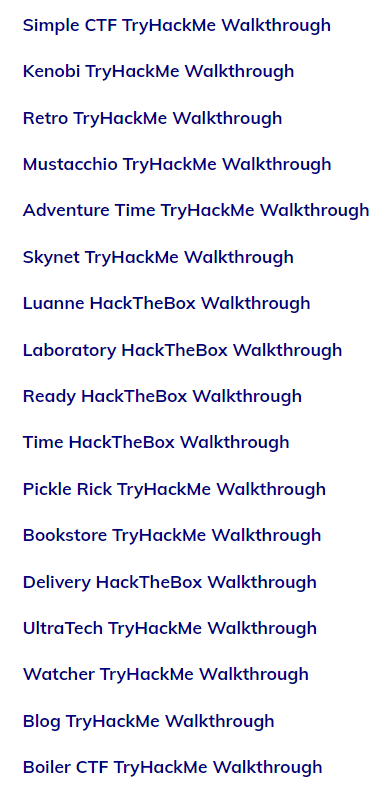 Simple CTF TryHackMe Walkthrough
Kenobi TryHackMe Walkthrough
Retro TryHackMe Walkthrough
Mustacchio TryHackMe Walkthrough
Adventure Time TryHackMe Walkthrough
Skynet TryHackMe Walkthrough
Luanne HackTheBox Walkthrough
Laboratory HackTheBox Walkthrough
Ready HackTheBox Walkthrough
Time HackTheBox Walkthrough
Pickle Rick TryHackMe Walkthrough
Bookstore TryHackMe Walkthrough
Delivery HackTheBox Walkthrough
UltraTech TryHackMe Walkthrough
Watcher TryHackMe Walkthrough
Blog TryHackMe Walkthrough
Boiler CTF TryHackMe Walkthrough